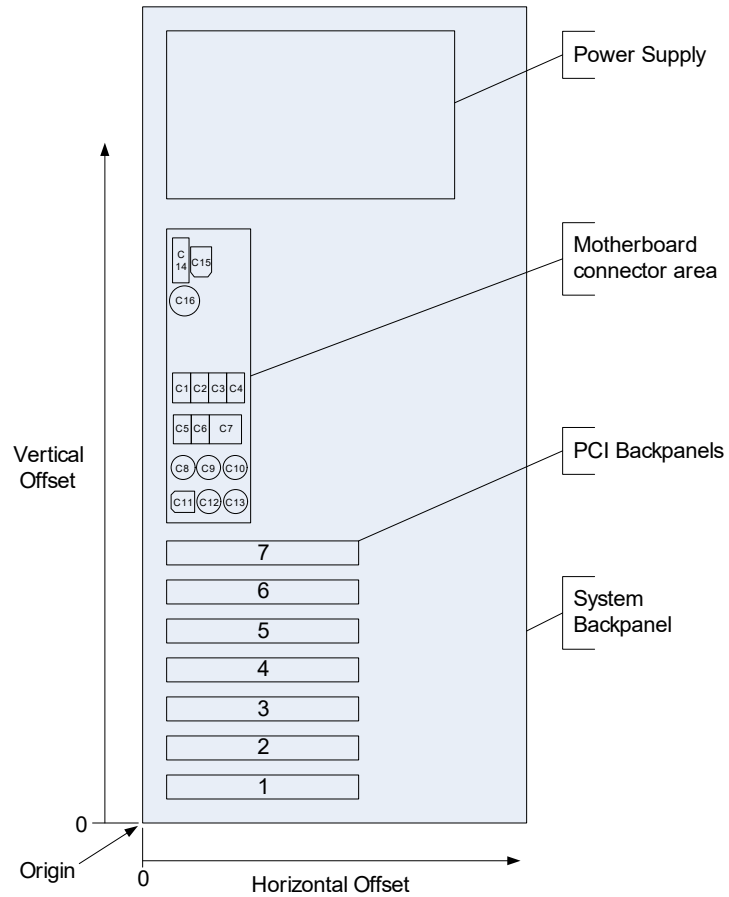 Power Supply
Motherboard
connector area
C
14
C15
C16
C1 C2 C3 C4
C5 C6 C7
C8 C9 C10
C11 C12 C13
Vertical
Offset
PCI Backpanels
7
6
5
4
3
2
1
System
Backpanel
0
Origin
0
Horizontal Offset